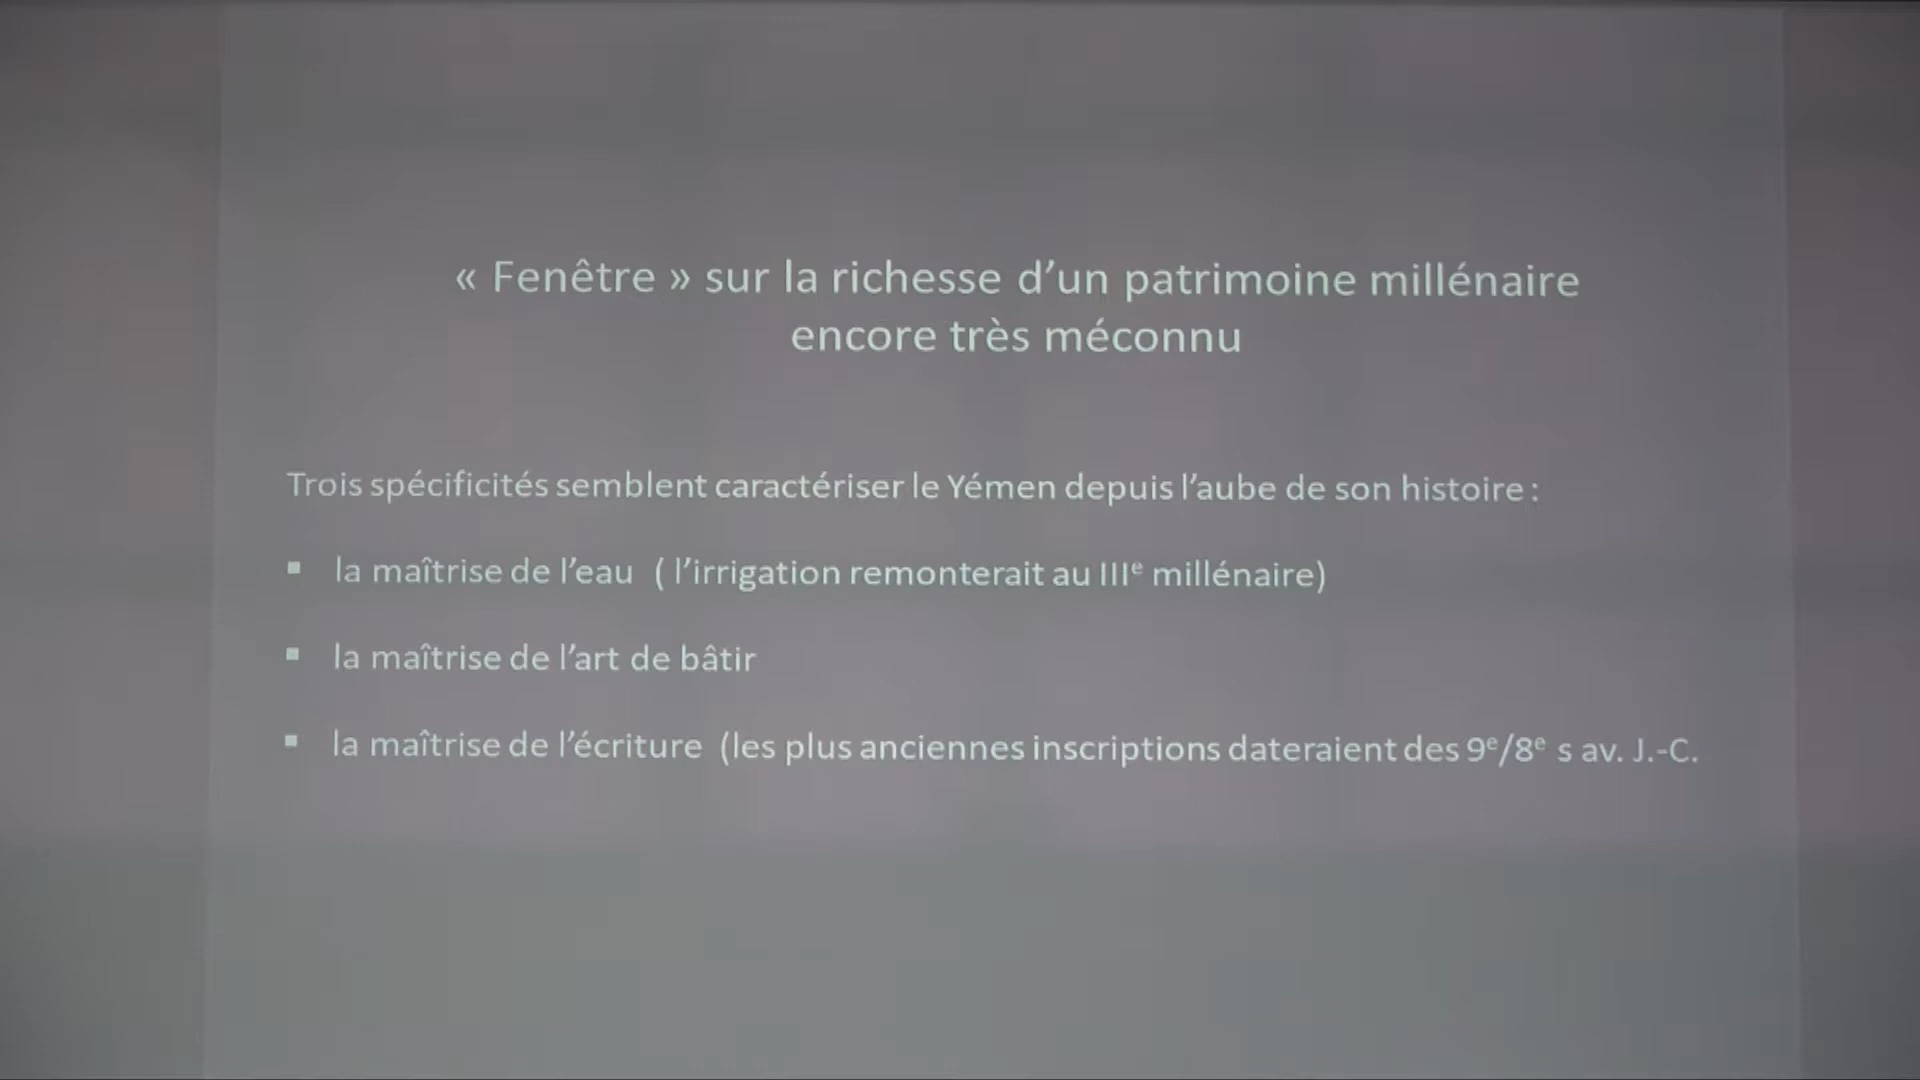 « Fenêtre » sur la richesse d’un patrimoine millénaire
encore très méconnu
Trois spécificités semblent caractériser le Yémen depuis l’aube de son histoire :
▪ la maîtrise de l’eau ( l’irrigation remonterait au IIIᵉ millénaire)
▪ la maîtrise de l’art de bâtir
▪ la maîtrise de l’écriture (les plus anciennes inscriptions dateraient des 9ᵉ/8ᵉ s av. J.-C.